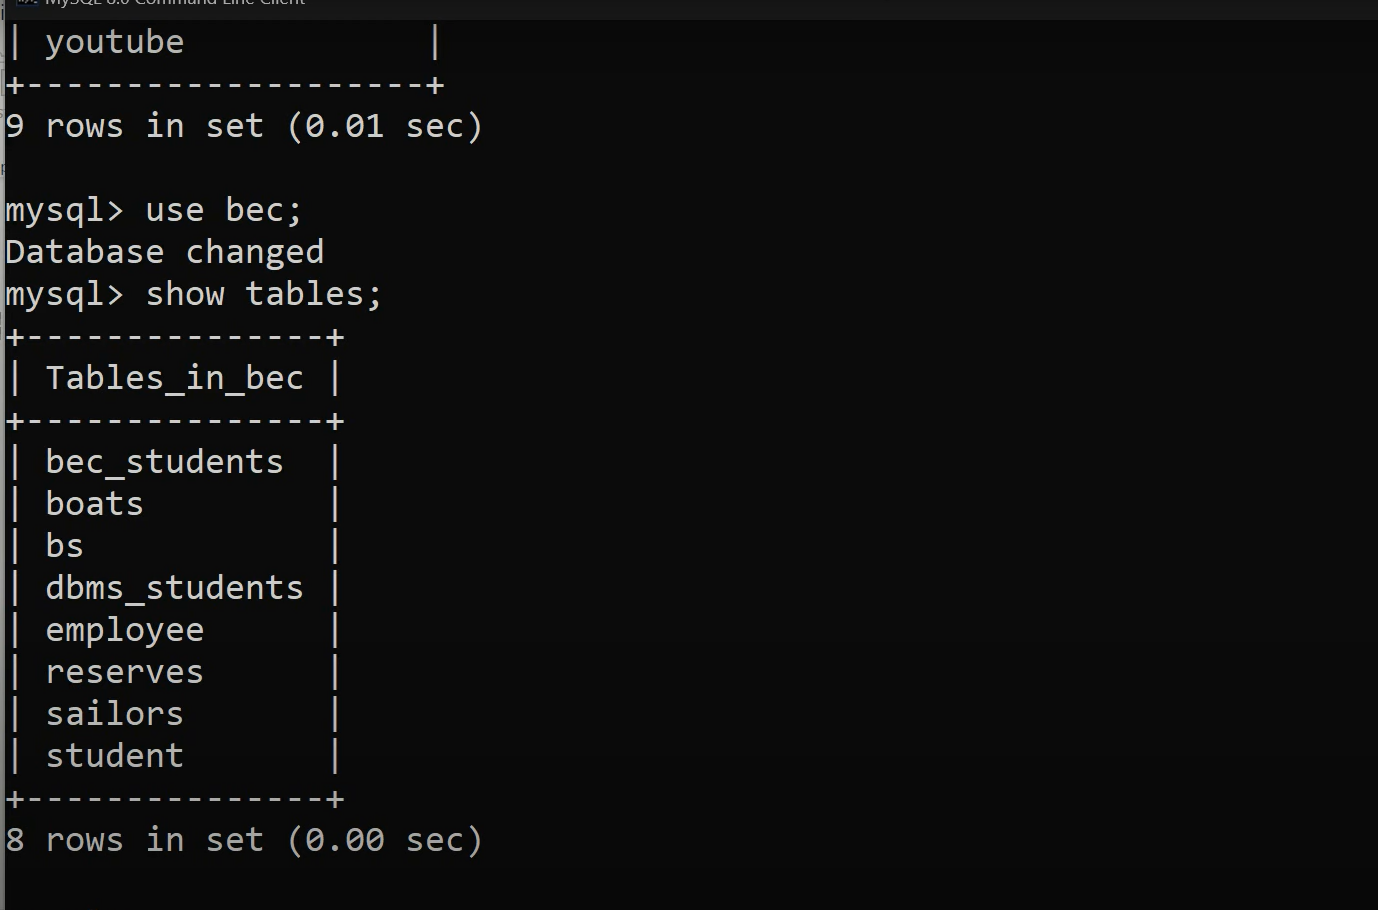 MySQL 8.0 Command Line Client
| youtube            |
+--------------------+
9 rows in set (0.01 sec)
mysql> use bec;
Database changed
mysql> show tables;
+---------------+
| Tables_in_bec |
+---------------+
| bec_students  |
| boats         |
| bs            |
| dbms_students |
| employee      |
| reserves      |
| sailors       |
| student       |
+---------------+
8 rows in set (0.00 sec)